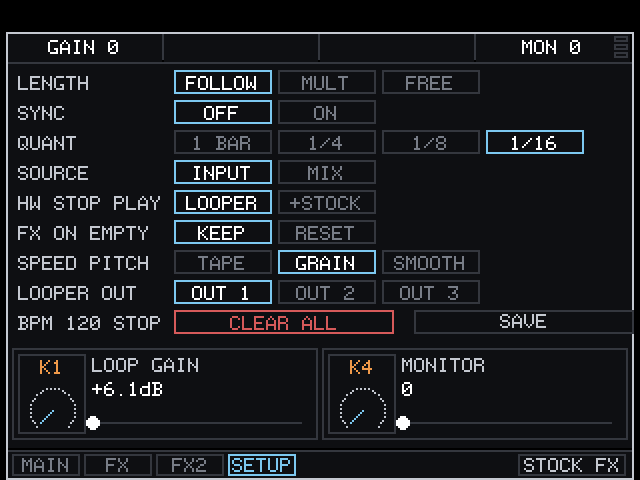 GAIN 0 MON 0
LENGTH FOLLOW MULT FREE
SYNC OFF ON
QUANT 1 BAR 1/4 1/8 1/16
SOURCE INPUT MIX
HW STOP PLAY LOOPER +STOCK
FX ON EMPTY KEEP RESET
SPEED PITCH TAPE GRAIN SMOOTH
LOOPER OUT OUT 1 OUT 2 OUT 3
BPM 120 STOP CLEAR ALL SAVE
K1 LOOP GAIN K4 MONITOR
+6.1dB 0
MAIN FX FX2 SETUP STOCK FX